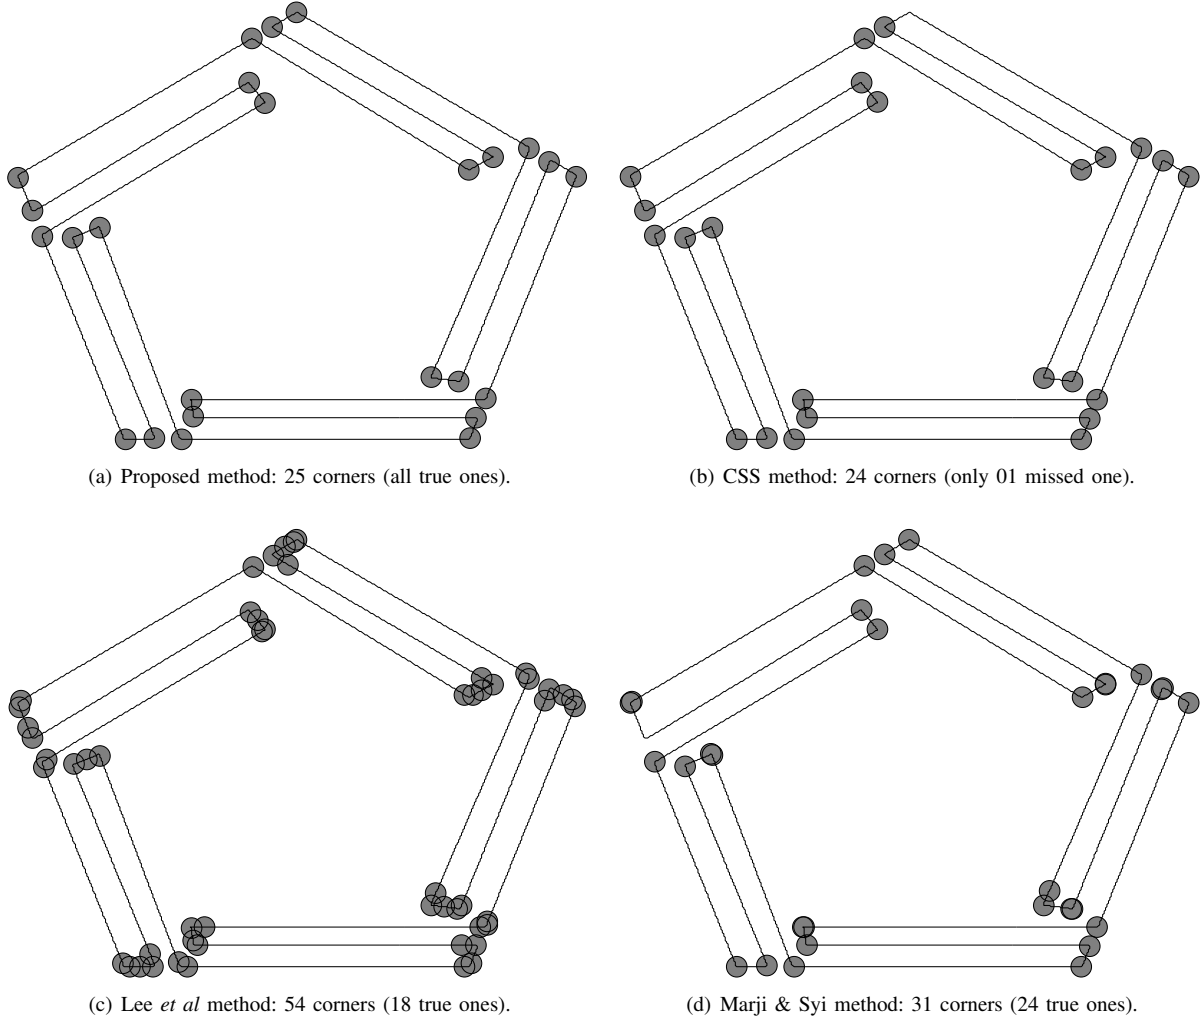 (a) Proposed method: 25 corners (all true ones).
(b) CSS method: 24 corners (only 01 missed one).
(c) Lee et al method: 54 corners (18 true ones).
(d) Marji & Syi method: 31 corners (24 true ones).